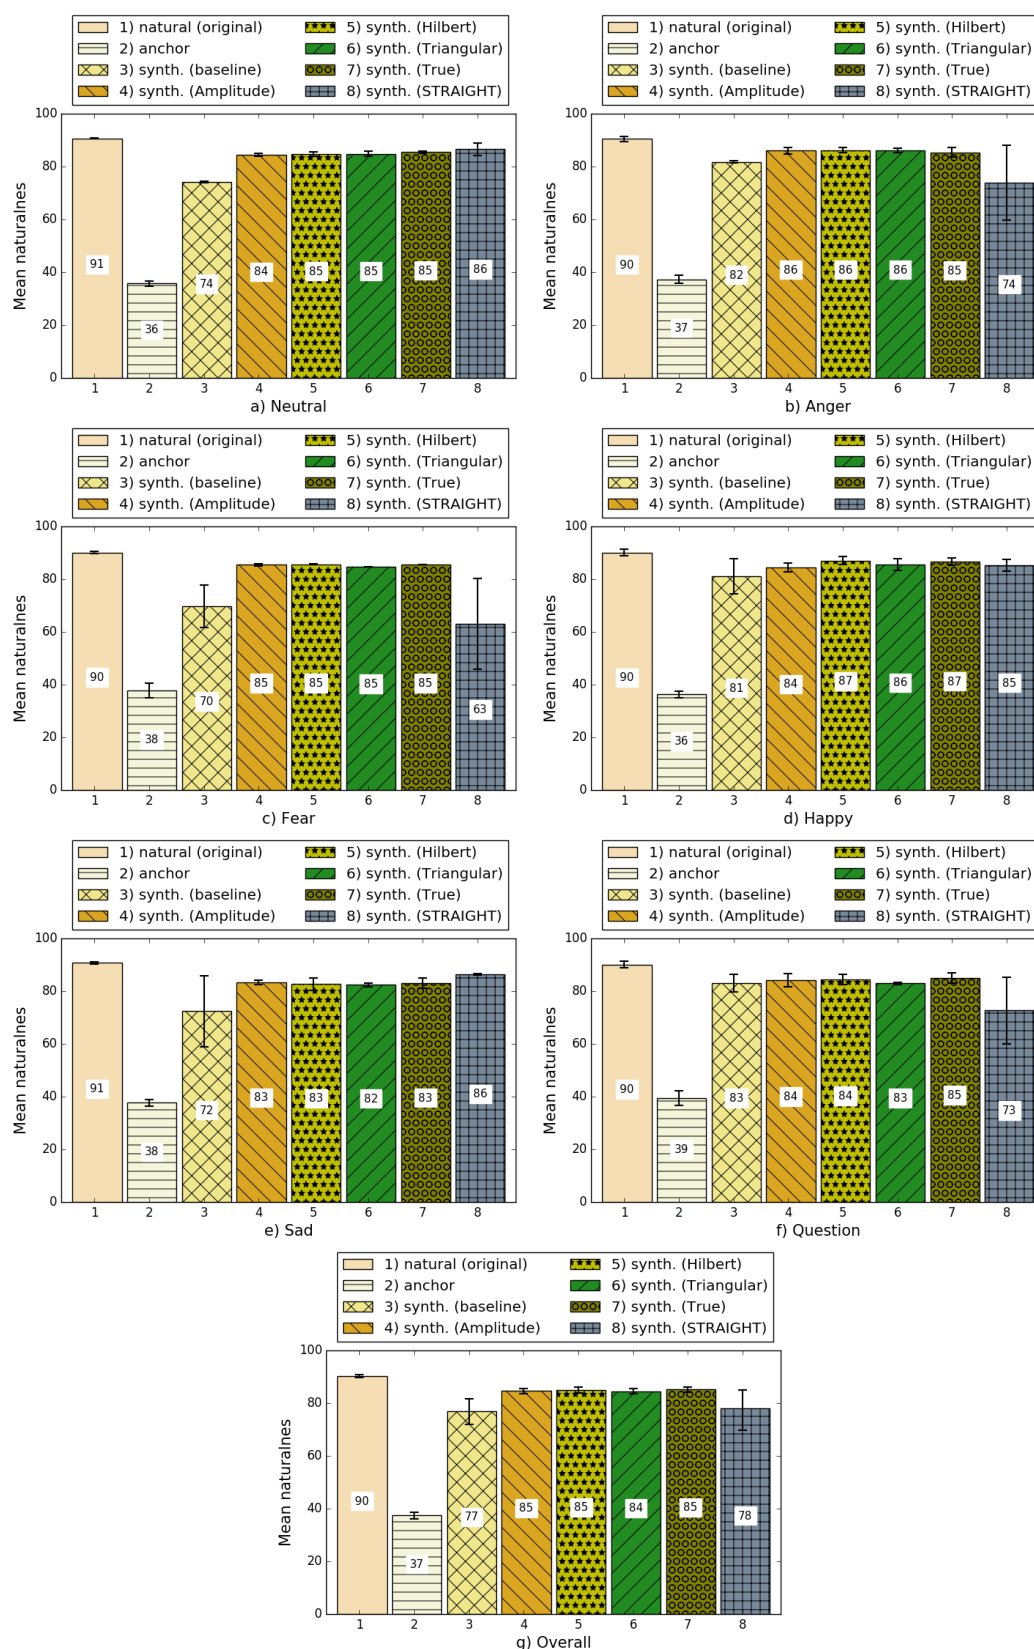 1) natural (original) 5) synth. (Hilbert)
2) anchor 6) synth. (Triangular)
3) synth. (baseline) 7) synth. (True)
4) synth. (Amplitude) 8) synth. (STRAIGHT)
Mean naturalnes
100
80
60
40
20
0
91 36 74 84 85 85 85 86
1 2 3 4 5 6 7 8
a) Neutral
1) natural (original) 5) synth. (Hilbert)
2) anchor 6) synth. (Triangular)
3) synth. (baseline) 7) synth. (True)
4) synth. (Amplitude) 8) synth. (STRAIGHT)
Mean naturalnes
100
80
60
40
20
0
90 37 82 86 86 86 85 74
1 2 3 4 5 6 7 8
b) Anger
1) natural (original) 5) synth. (Hilbert)
2) anchor 6) synth. (Triangular)
3) synth. (baseline) 7) synth. (True)
4) synth. (Amplitude) 8) synth. (STRAIGHT)
Mean naturalnes
100
80
60
40
20
0
90 38 70 85 85 85 85 63
1 2 3 4 5 6 7 8
c) Fear
1) natural (original) 5) synth. (Hilbert)
2) anchor 6) synth. (Triangular)
3) synth. (baseline) 7) synth. (True)
4) synth. (Amplitude) 8) synth. (STRAIGHT)
Mean naturalnes
100
80
60
40
20
0
90 36 81 84 87 86 87 85
1 2 3 4 5 6 7 8
d) Happy
1) natural (original) 5) synth. (Hilbert)
2) anchor 6) synth. (Triangular)
3) synth. (baseline) 7) synth. (True)
4) synth. (Amplitude) 8) synth. (STRAIGHT)
Mean naturalnes
100
80
60
40
20
0
91 38 72 83 83 82 83 86
1 2 3 4 5 6 7 8
e) Sad
1) natural (original) 5) synth. (Hilbert)
2) anchor 6) synth. (Triangular)
3) synth. (baseline) 7) synth. (True)
4) synth. (Amplitude) 8) synth. (STRAIGHT)
Mean naturalnes
100
80
60
40
20
0
90 39 83 84 84 83 85 73
1 2 3 4 5 6 7 8
f) Question
1) natural (original) 5) synth. (Hilbert)
2) anchor 6) synth. (Triangular)
3) synth. (baseline) 7) synth. (True)
4) synth. (Amplitude) 8) synth. (STRAIGHT)
Mean naturalnes
100
80
60
40
20
0
90 37 77 85 85 84 85 78
1 2 3 4 5 6 7 8
g) Overall